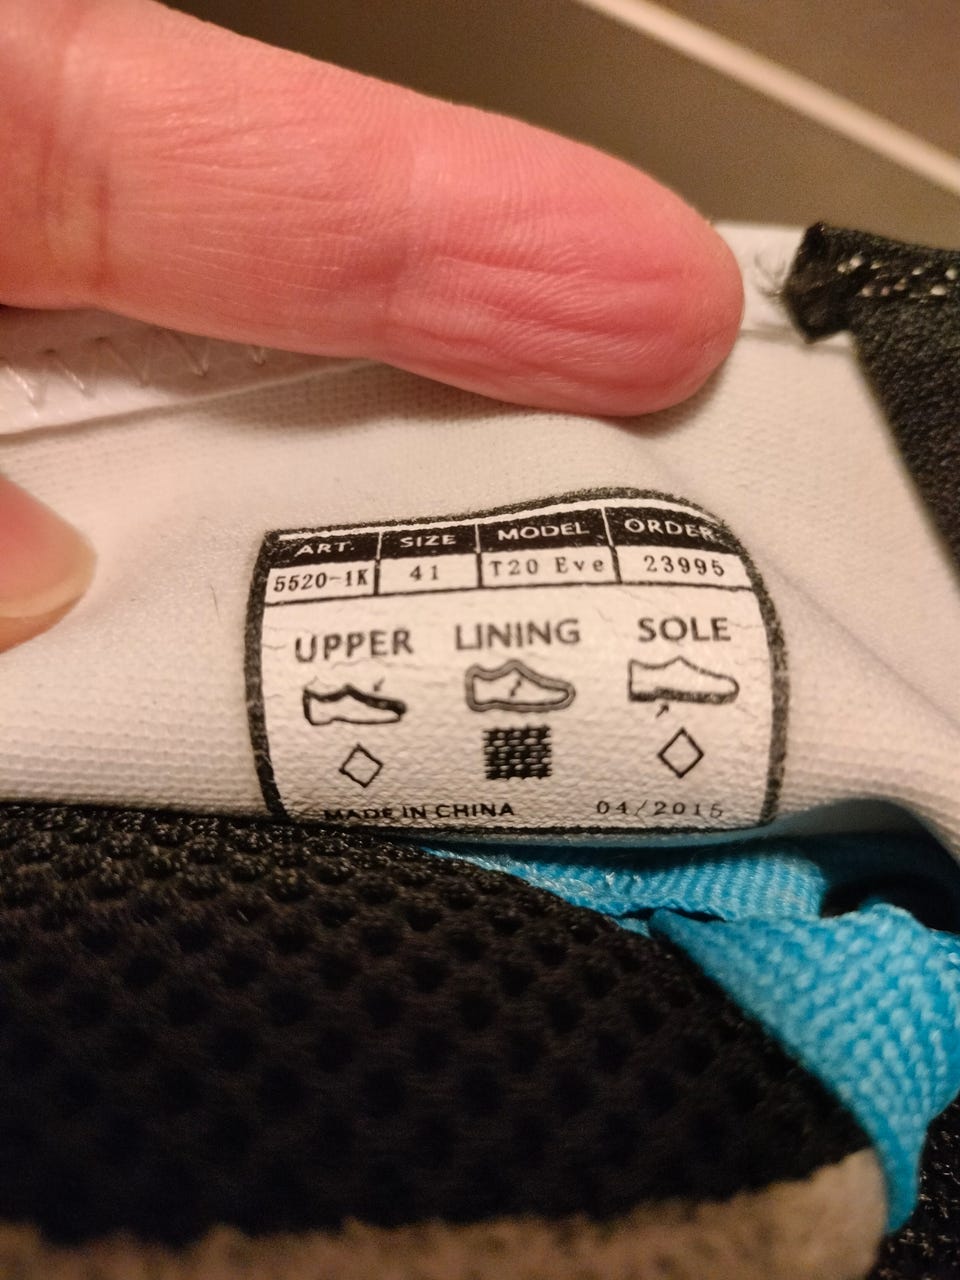 ART. SIZE MODEL ORDER
5520-1K 41 T20 Eve 23995
UPPER LINING SOLE
MADE IN CHINA 04/2015